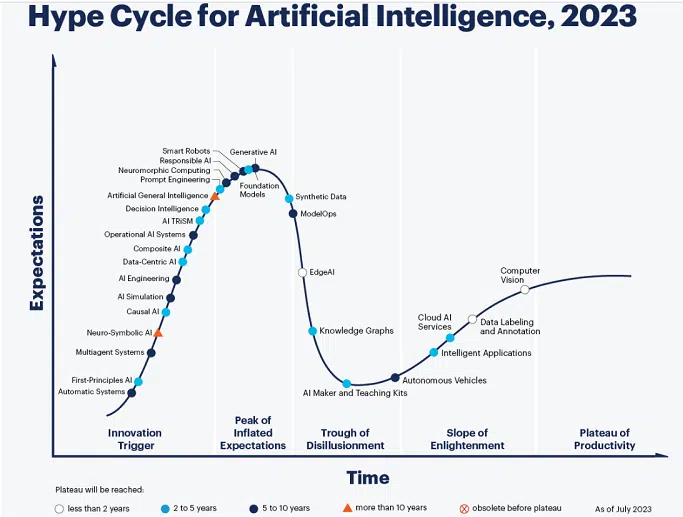 Hype Cycle for Artificial Intelligence, 2023
Expectations
Smart Robots
Generative AI
Responsible AI
Neuromorphic Computing
Prompt Engineering
Foundation
Models
Artificial General Intelligence
Synthetic Data
Decision Intelligence
ModelOps
AI TRiSM
Operational AI Systems
Composite AI
Data-Centric AI
EdgeAI
Computer
Vision
AI Engineering
AI Simulation
Causal AI
Cloud AI
Services
Data Labeling
and Annotation
Neuro-Symbolic AI
Knowledge Graphs
Multiagent Systems
Intelligent Applications
First-Principles AI
Autonomous Vehicles
Automatic Systems
AI Maker and Teaching Kits
Innovation
Trigger
Peak of
Inflated
Expectations
Trough of
Disillusionment
Slope of
Enlightenment
Plateau of
Productivity
Time
Plateau will be reached:
less than 2 years
2 to 5 years
5 to 10 years
more than 10 years
obsolete before plateau
As of July 2023